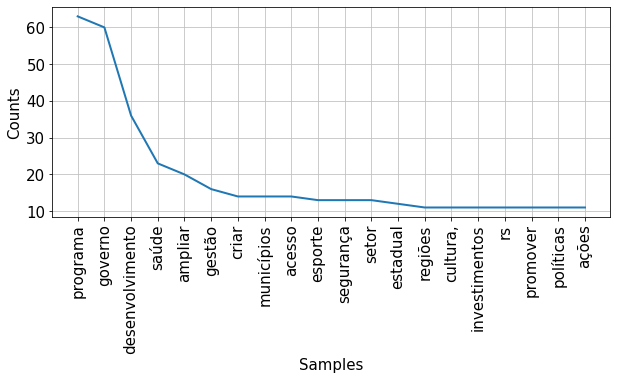 60
50
40
30
20
10
Counts
programa
governo
desenvolvimento
saúde
ampliar
gestão
criar
municípios
acesso
esporte
segurança
setor
estadual
regiões
cultura,
investimentos
rs
promover
políticas
ações
Samples